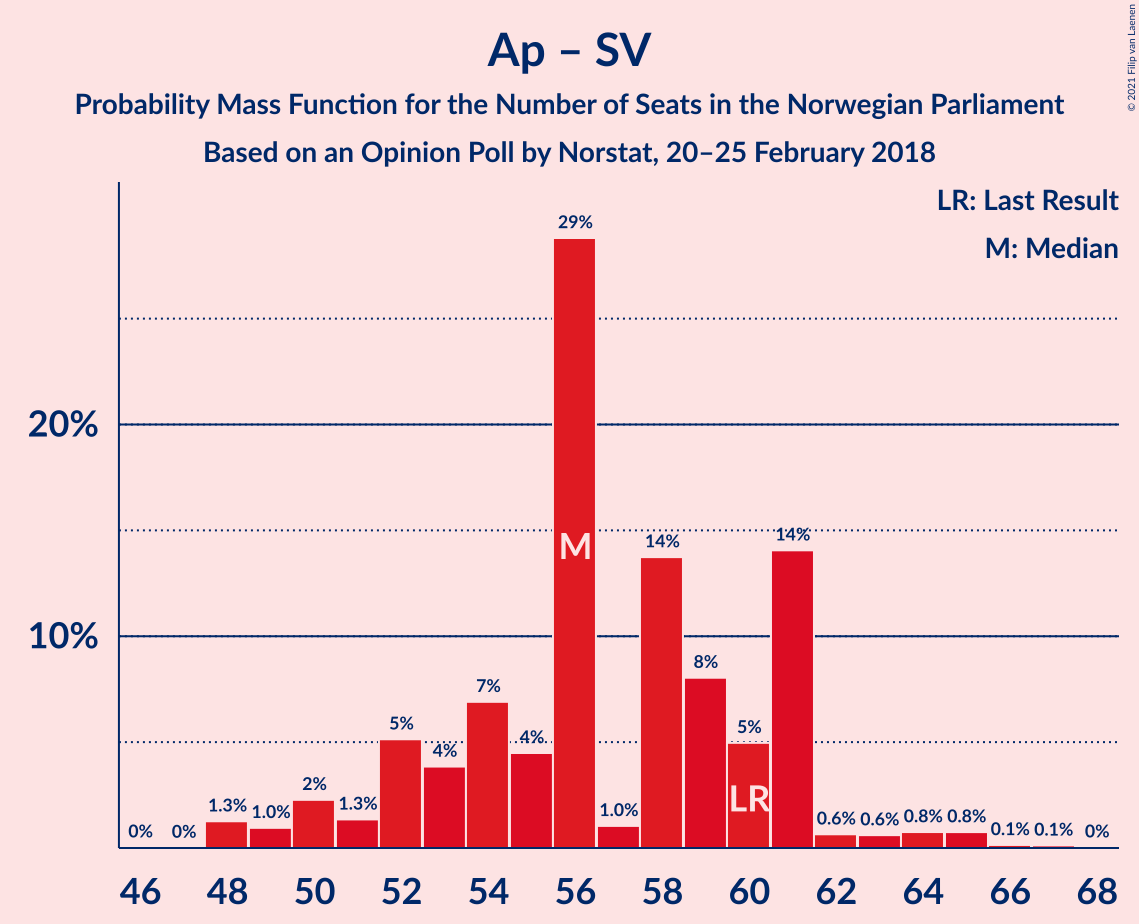 Ap – SV
Probability Mass Function for the Number of Seats in the Norwegian Parliament
Based on an Opinion Poll by Norstat, 20–25 February 2018
© 2021 Filip van Laenen
LR: Last Result
M: Median
20%
10%
0%
0%
1.3%
1.0%
2%
1.3%
5%
4%
7%
4%
29%
M
1.0%
14%
8%
5%
LR
14%
0.6%
0.6%
0.8%
0.8%
0.1%
0.1%
0%
46 48 50 52 54 56 58 60 62 64 66 68